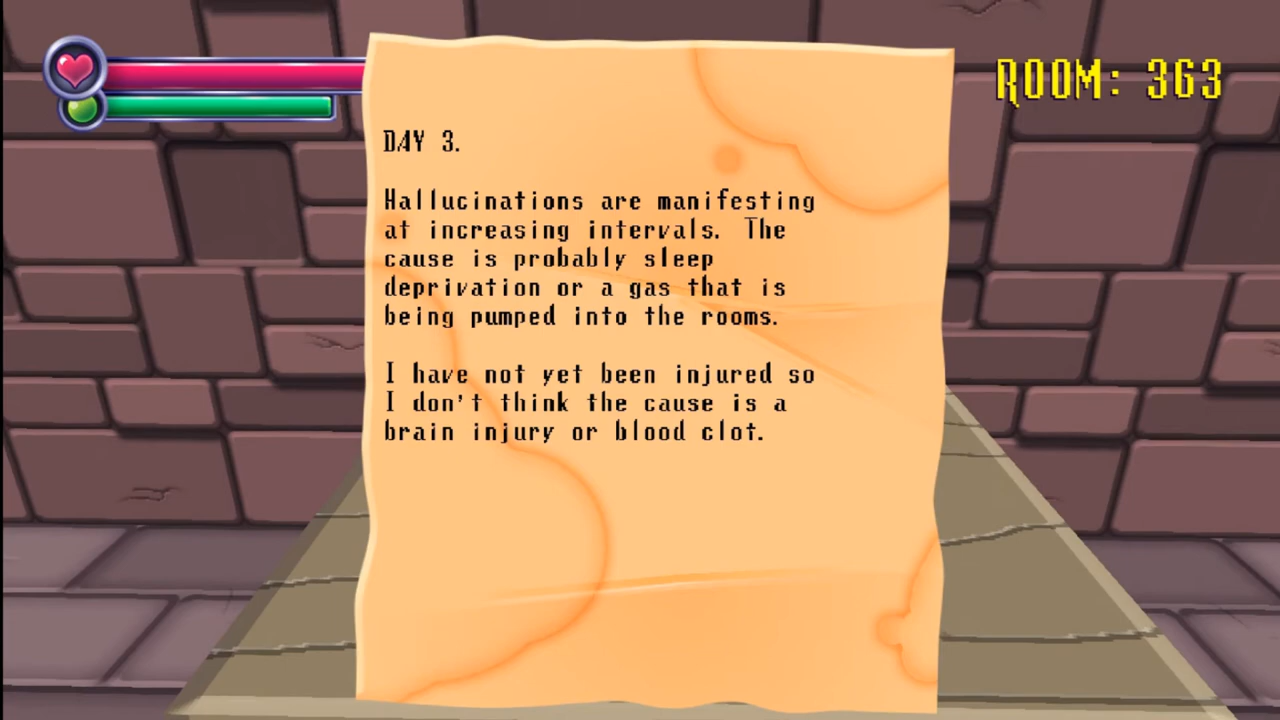 ROOM: 363
DAY 3.
Hallucinations are manifesting
at increasing intervals. The
cause is probably sleep
deprivation or a gas that is
being pumped into the rooms.
I have not yet been injured so
I don't think the cause is a
brain injury or blood clot.